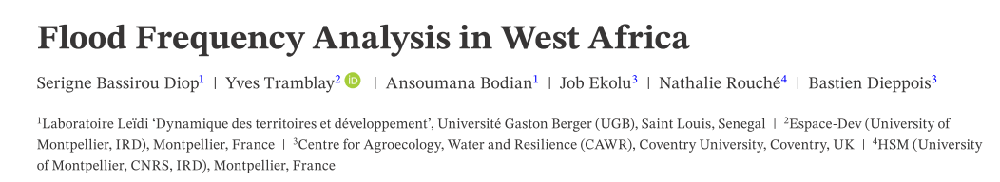 Flood Frequency Analysis in West Africa
Serigne Bassirou Diop1 | Yves Tramblay2 iD | Ansoumana Bodian1 | Job Ekolu3 | Nathalie Rouché4 | Bastien Dieppois3
1Laboratoire Leïdi ‘Dynamique des territoires et développement’, Université Gaston Berger (UGB), Saint Louis, Senegal | 2Espace-Dev (University of
Montpellier, IRD), Montpellier, France | 3Centre for Agroecology, Water and Resilience (CAWR), Coventry University, Coventry, UK | 4HSM (University
of Montpellier, CNRS, IRD), Montpellier, France